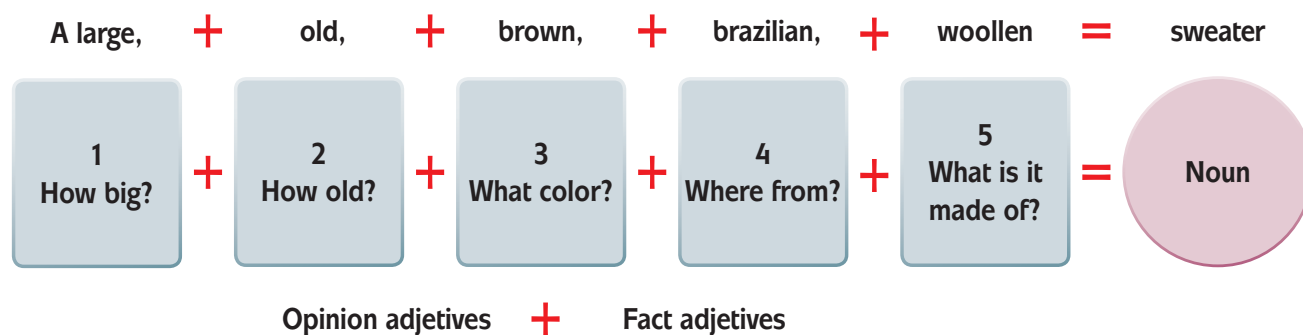 A large, + old, + brown, + brazilian, + woollen = sweater
1
How big?
+
2
How old?
+
3
What color?
+
4
Where from?
+
5
What is it
made of?
=
Noun
Opinion adjetives + Fact adjetives